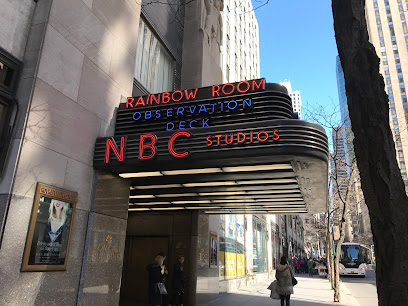 RAINBOW ROOM
OBSERVATION
DECK
NBC STUDIOS